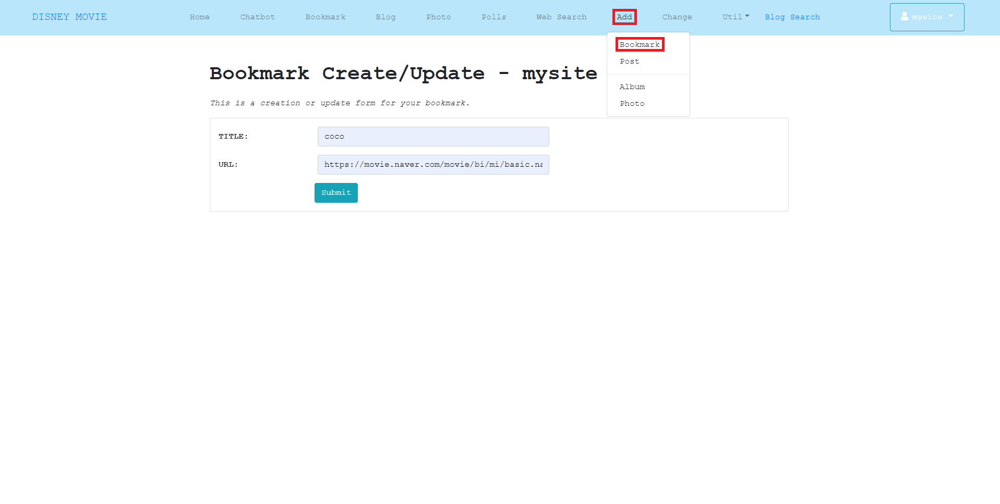 DISNEY MOVIE Home Chatbot Bookmark Blog Photo Polls Web Search Add Change Util Blog Search mysite
Bookmark
Post
Album
Photo
Bookmark Create/Update - mysite
This is a creation or update form for your bookmark.
TITLE: coco
URL: https://movie.naver.com/movie/bi/mi/basic.na
Submit